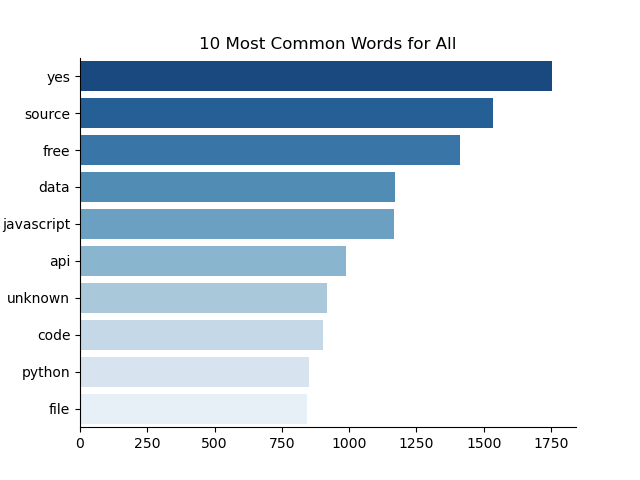 10 Most Common Words for All
yes
source
free
data
javascript
api
unknown
code
python
file
0 250 500 750 1000 1250 1500 1750